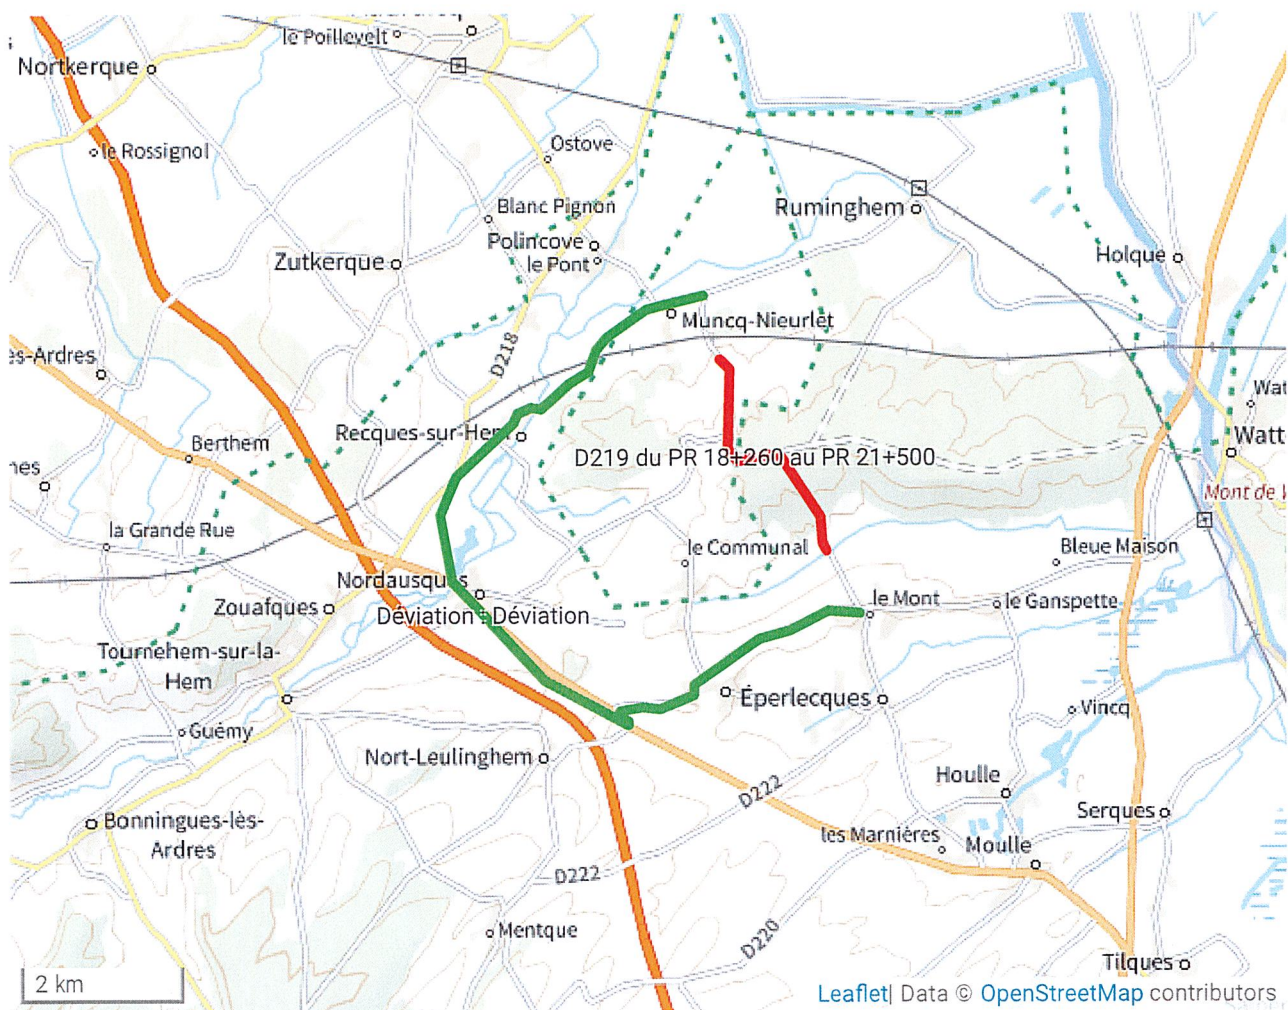 le Poillevelt
Nortkerque
le Rossignol
Ostove
Blanc Pignon
Ruminghem
Polincove
le Pont
Zutkerque
Holque
Muncq-Nieurlet
D218
es-Ardres
Wat
Berthem
Recques-sur-Hem
Watt
D219 du PR 18+260 au PR 21+500
nes
Mont de V
la Grande Rue
le Communal
Bleue Maison
Nordausques
Zouafques
Déviation : Déviation
le Mont
le Ganspette
Tournehem-sur-la-
Hem
Éperlecques
Vincq
Guémy
Nort-Leulinghem
Houlle
D222
Serques
Bonningues-lès-
Ardres
les Marnières
Moulle
D222
Mentque
D220
Tilques
2 km
Leaflet| Data © OpenStreetMap contributors